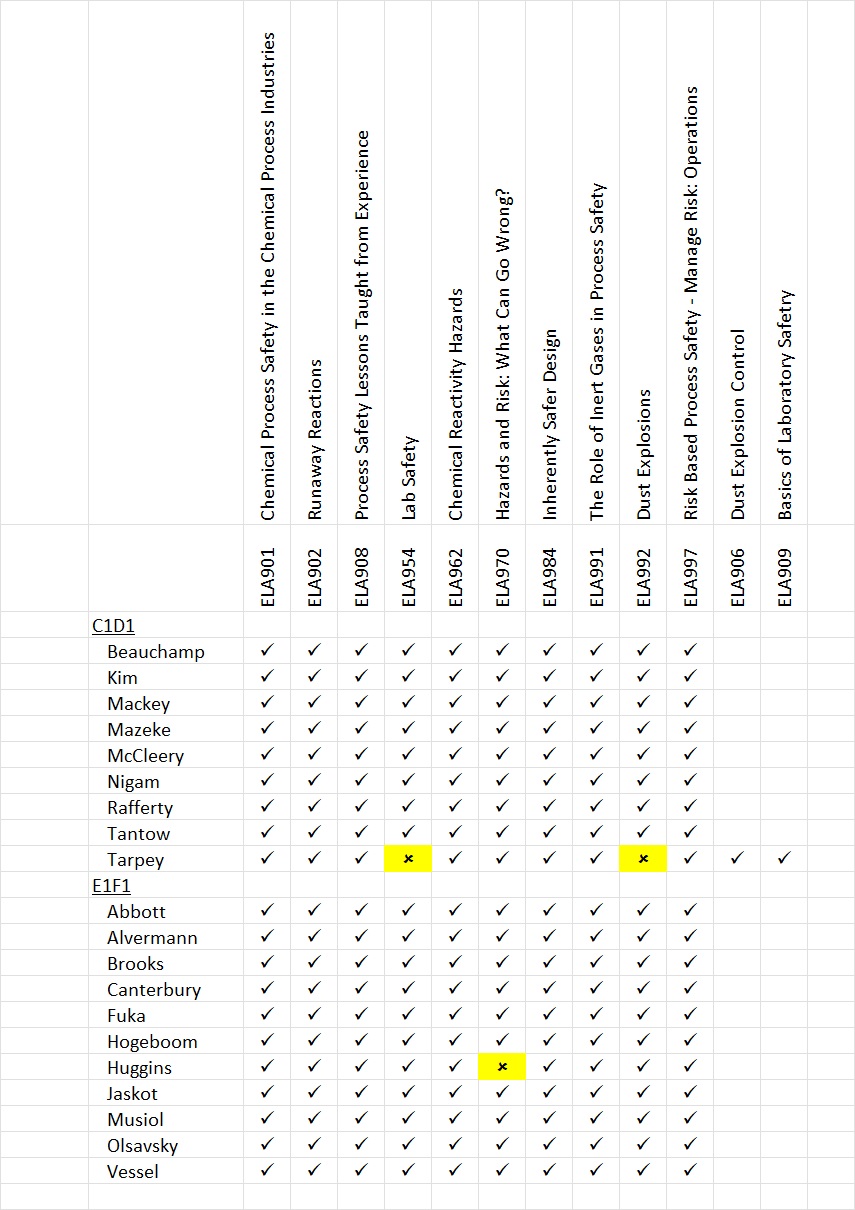 Chemical Process Safety in the Chemical Process Industries
Runaway Reactions
Process Safety Lessons Taught from Experience
Lab Safety
Chemical Reactivity Hazards
Hazards and Risk: What Can Go Wrong?
Inherently Safer Design
The Role of Inert Gases in Process Safety
Dust Explosions
Risk Based Process Safety - Manage Risk: Operations
Dust Explosion Control
Basics of Laboratory Safetry
ELA901 ELA902 ELA908 ELA954 ELA962 ELA970 ELA984 ELA991 ELA992 ELA997 ELA906 ELA909
C1D1
Beauchamp ✓ ✓ ✓ ✓ ✓ ✓ ✓ ✓ ✓ ✓
Kim ✓ ✓ ✓ ✓ ✓ ✓ ✓ ✓ ✓ ✓
Mackey ✓ ✓ ✓ ✓ ✓ ✓ ✓ ✓ ✓ ✓
Mazeke ✓ ✓ ✓ ✓ ✓ ✓ ✓ ✓ ✓ ✓
McCleery ✓ ✓ ✓ ✓ ✓ ✓ ✓ ✓ ✓ ✓
Nigam ✓ ✓ ✓ ✓ ✓ ✓ ✓ ✓ ✓ ✓
Rafferty ✓ ✓ ✓ ✓ ✓ ✓ ✓ ✓ ✓ ✓
Tantow ✓ ✓ ✓ ✓ ✓ ✓ ✓ ✓ ✓ ✓
Tarpey ✓ ✓ ✓ × ✓ ✓ ✓ ✓ × ✓ ✓ ✓
E1F1
Abbott ✓ ✓ ✓ ✓ ✓ ✓ ✓ ✓ ✓ ✓
Alvermann ✓ ✓ ✓ ✓ ✓ ✓ ✓ ✓ ✓ ✓
Brooks ✓ ✓ ✓ ✓ ✓ ✓ ✓ ✓ ✓ ✓
Canterbury ✓ ✓ ✓ ✓ ✓ ✓ ✓ ✓ ✓ ✓
Fuka ✓ ✓ ✓ ✓ ✓ ✓ ✓ ✓ ✓ ✓
Hogeboom ✓ ✓ ✓ ✓ ✓ ✓ ✓ ✓ ✓ ✓
Huggins ✓ ✓ ✓ ✓ ✓ × ✓ ✓ ✓ ✓
Jaskot ✓ ✓ ✓ ✓ ✓ ✓ ✓ ✓ ✓ ✓
Musiol ✓ ✓ ✓ ✓ ✓ ✓ ✓ ✓ ✓ ✓
Olsavsky ✓ ✓ ✓ ✓ ✓ ✓ ✓ ✓ ✓ ✓
Vessel ✓ ✓ ✓ ✓ ✓ ✓ ✓ ✓ ✓ ✓